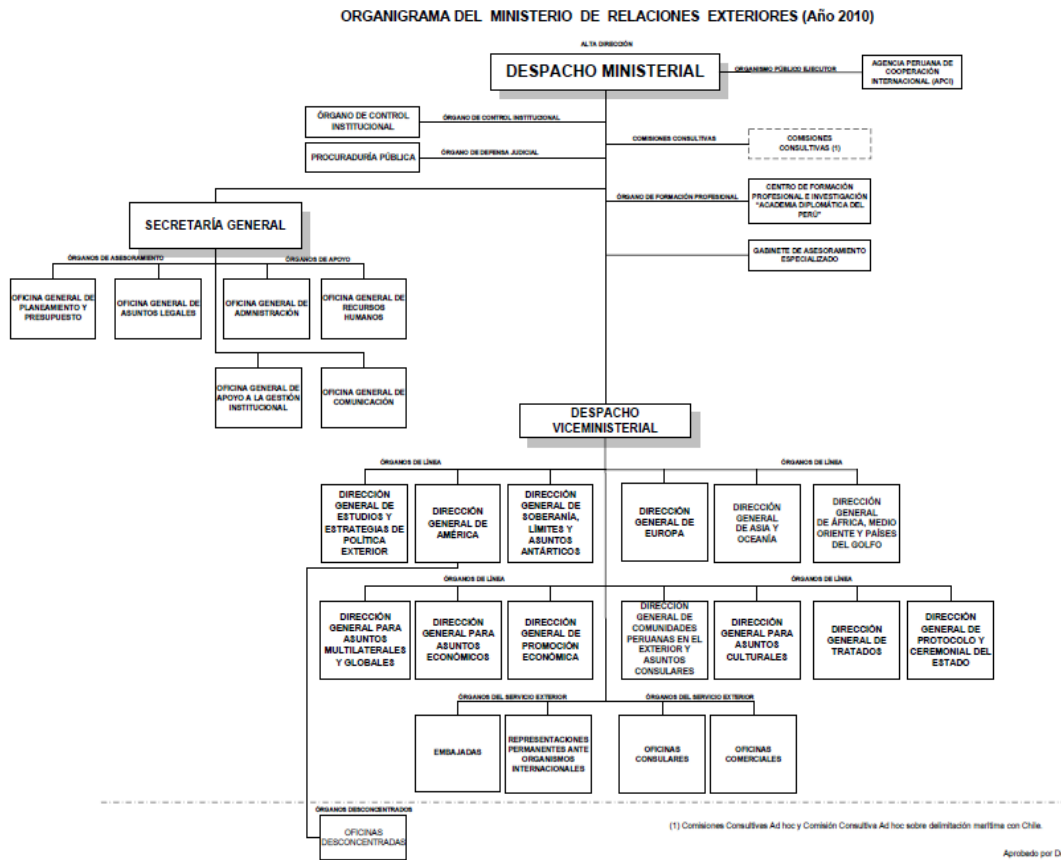 ORGANIGRAMA DEL MINISTERIO DE RELACIONES EXTERIORES (Año 2010)
ALTA DIRECCIÓN
DESPACHO MINISTERIAL
ORGANISMO PÚBLICO EJECUTOR
AGENCIA PERUANA DE
COOPERACIÓN
INTERNACIONAL (APCI)
ÓRGANO DE CONTROL
INSTITUCIONAL
ÓRGANO DE CONTROL INSTITUCIONAL
COMISIONES CONSULTIVAS
COMISIONES
CONSULTIVAS (1)
PROCURADURÍA PÚBLICA
ÓRGANO DE DEFENSA JUDICIAL
ÓRGANO DE FORMACIÓN PROFESIONAL
CENTRO DE FORMACIÓN
PROFESIONAL E INVESTIGACIÓN
"ACADEMIA DIPLOMÁTICA DEL
PERÚ"
SECRETARÍA GENERAL
GABINETE DE ASESORAMIENTO
ESPECIALIZADO
ÓRGANOS DE ASESORAMIENTO
ÓRGANOS DE APOYO
OFICINA GENERAL DE
PLANEAMIENTO Y
PRESUPUESTO
OFICINA GENERAL DE
ASUNTOS LEGALES
OFICINA GENERAL DE
ADMNISTRACIÓN
OFICINA GENERAL DE
RECURSOS
HUMANOS
OFICINA GENERAL DE
APOYO A LA GESTIÓN
INSTITUCIONAL
OFICINA GENERAL DE
COMUNICACIÓN
DESPACHO
VICEMINISTERIAL
ÓRGANOS DE LÍNEA
ÓRGANOS DE LÍNEA
DIRECCIÓN
GENERAL DE
ESTUDIOS Y
ESTRATEGIAS DE
POLÍTICA
EXTERIOR
DIRECCIÓN
GENERAL DE
AMÉRICA
DIRECCIÓN
GENERAL DE
SOBERANÍA,
LÍMITES Y
ASUNTOS
ANTÁRTICOS
DIRECCIÓN
GENERAL DE
EUROPA
DIRECCIÓN
GENERAL
DE ASIA Y
OCEANÍA
DIRECCIÓN
GENERAL
DE ÁFRICA, MEDIO
ORIENTE Y PAÍSES
DEL GOLFO
ÓRGANOS DE LÍNEA
ÓRGANOS DE LÍNEA
DIRECCIÓN
GENERAL PARA
ASUNTOS
MULTILATERALES
Y GLOBALES
DIRECCIÓN
GENERAL PARA
ASUNTOS
ECONÓMICOS
DIRECCIÓN
GENERAL DE
PROMOCIÓN
ECONÓMICA
DIRECCIÓN
GENERAL DE
COMUNIDADES
PERUANAS EN EL
EXTERIOR Y
ASUNTOS
CONSULARES
DIRECCIÓN
GENERAL PARA
ASUNTOS
CULTURALES
DIRECCIÓN
GENERAL DE
TRATADOS
DIRECCIÓN
GENERAL DE
PROTOCOLO Y
CEREMONIAL DEL
ESTADO
ÓRGANOS DEL SERVICIO EXTERIOR
ÓRGANOS DEL SERVICIO EXTERIOR
EMBAJADAS
REPRESENTACIONES
PERMANENTES ANTE
ORGANISMOS
INTERNACIONALES
OFICINAS
CONSULARES
OFICINAS
COMERCIALES
ÓRGANOS DESCONCENTRADOS
OFICINAS
DESCONCENTRADAS
(1) Comisiones Consultivas Ad hoc y Comisión Consultiva Ad hoc sobre delimitación marítima con Chile.
Aprobado por D